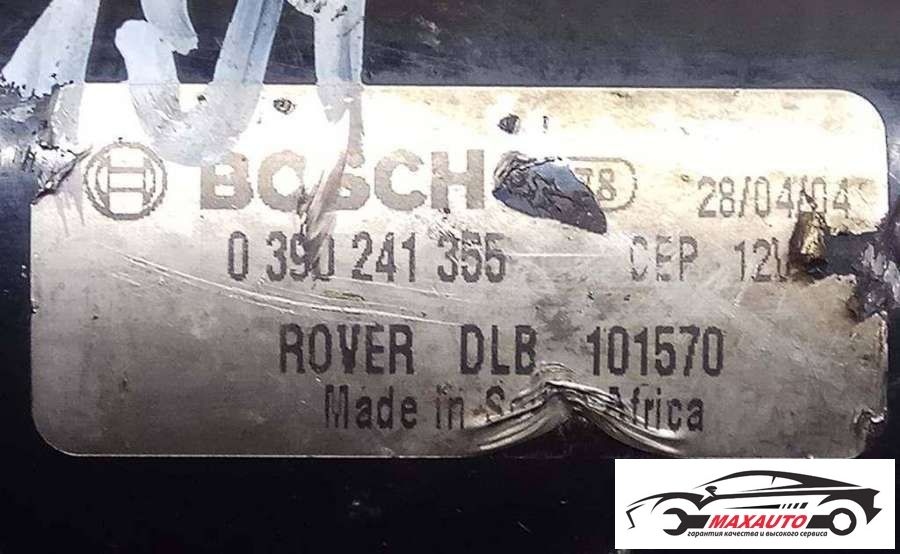 BOSCH 78 28/04/04
0 390 241 355 CEP 12V
ROVER DLB 101570
Made in Africa
MAXAUTO
гарантия качества и высокого сервиса